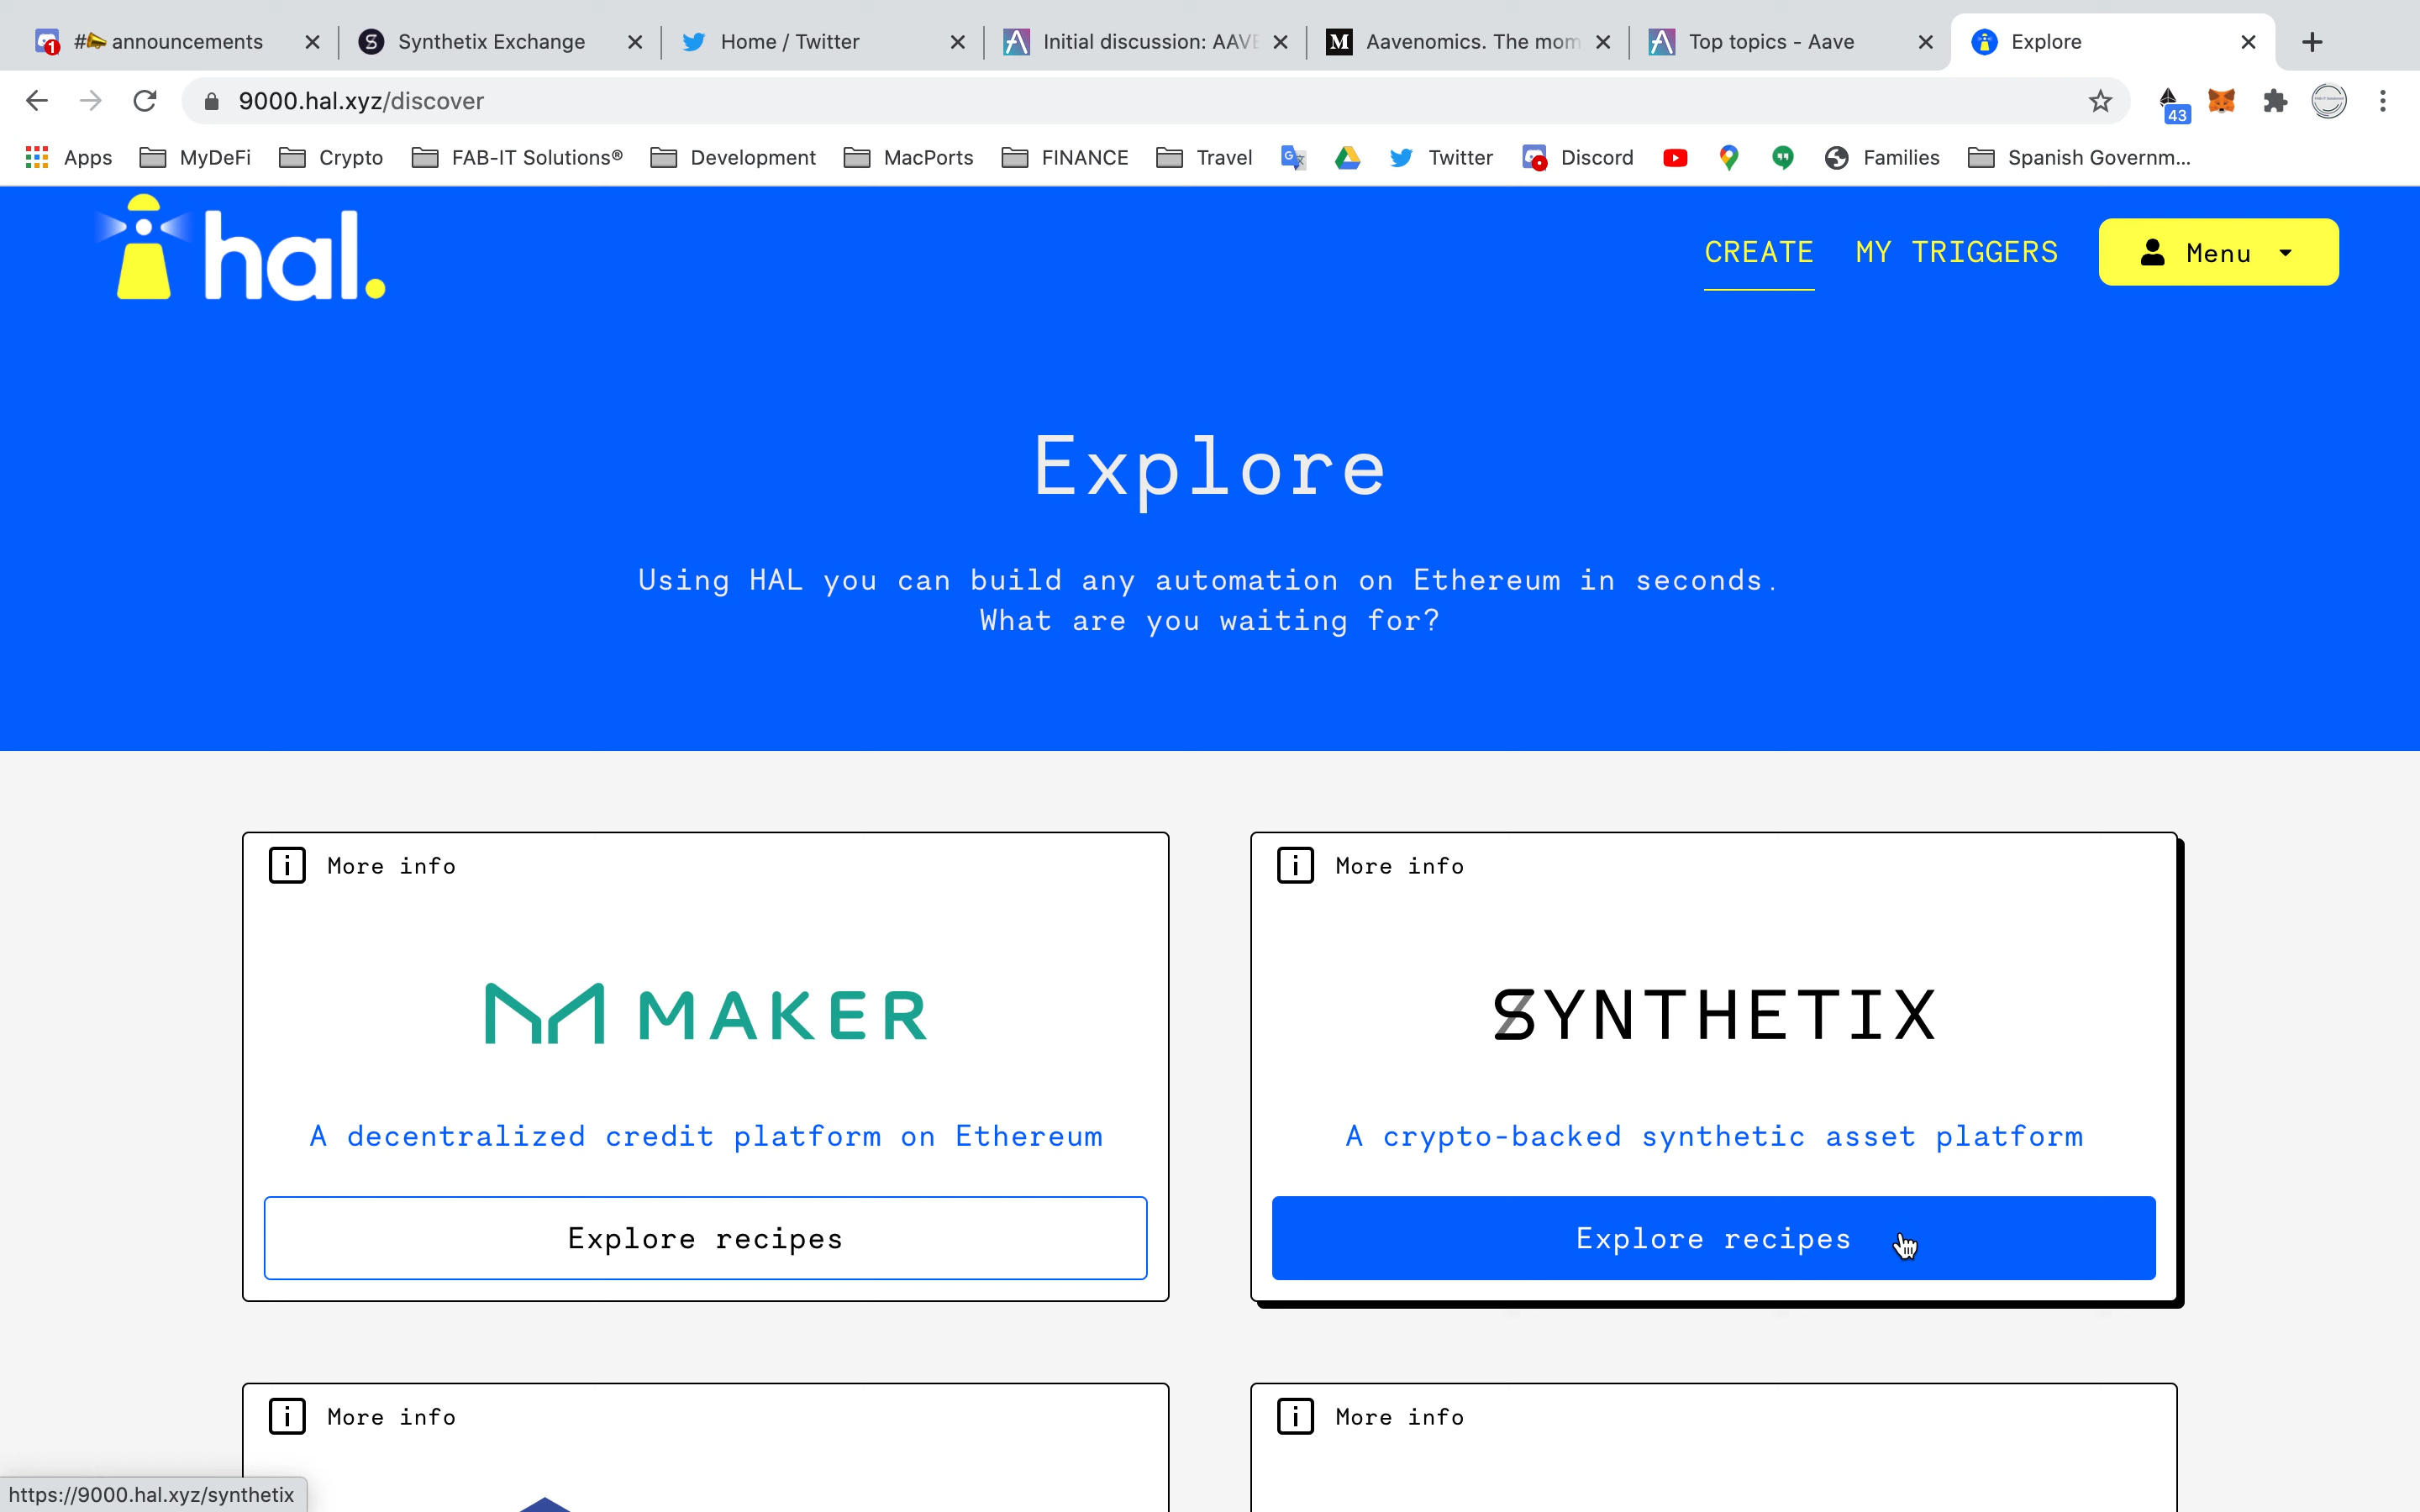 1 #announcements
Synthetix Exchange
Home / Twitter
Initial discussion: AAVE
Aavenomics. The mom
Top topics - Aave
Explore
9000.hal.xyz/discover
43
Apps
MyDeFi
Crypto
FAB-IT Solutions®
Development
MacPorts
FINANCE
Travel
Twitter
Discord
Families
Spanish Governm...
hal.
CREATE
MY TRIGGERS
Menu
Explore
Using HAL you can build any automation on Ethereum in seconds.
What are you waiting for?
i More info
MAKER
A decentralized credit platform on Ethereum
Explore recipes
i More info
SYNTHETIX
A crypto-backed synthetic asset platform
Explore recipes
i More info
i More info
https://9000.hal.xyz/synthetix